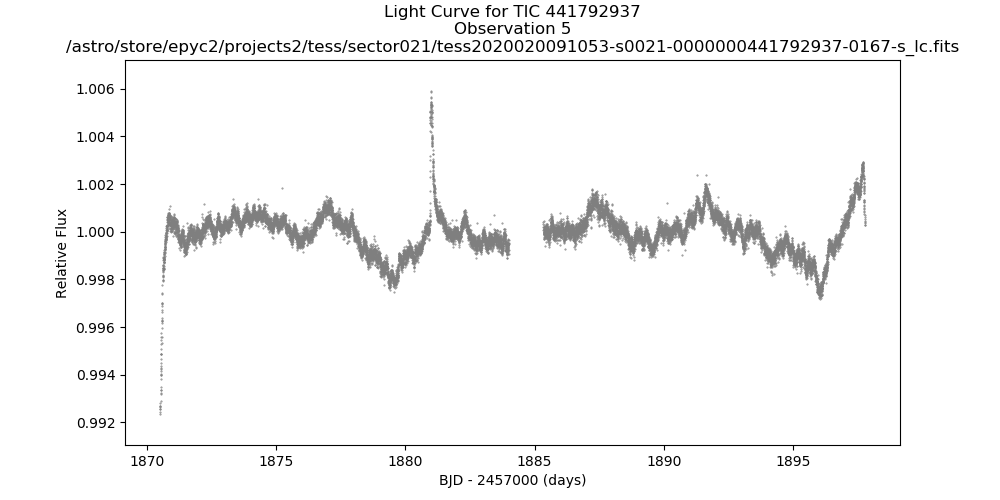 Light Curve for TIC 441792937
Observation 5
/astro/store/epyc2/projects2/tess/sector021/tess2020020091053-s0021-0000000441792937-0167-s_lc.fits
1.006
1.004
1.002
1.000
0.998
0.996
0.994
0.992
Relative Flux
1870 1875 1880 1885 1890 1895
BJD - 2457000 (days)